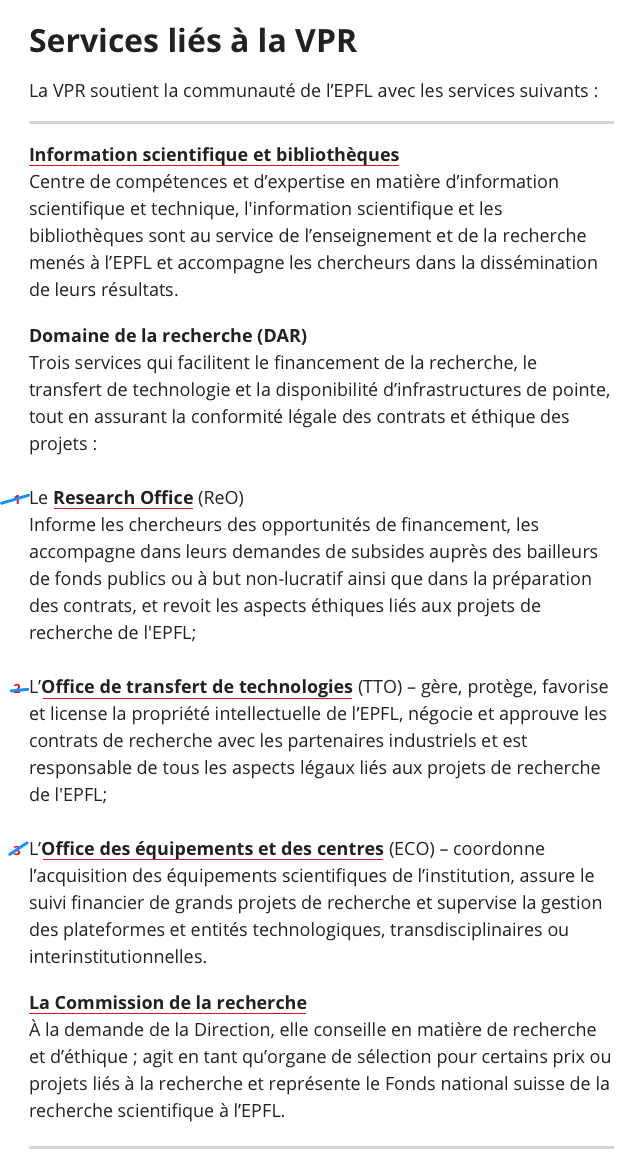 Services liés à la VPR
La VPR soutient la communauté de l’EPFL avec les services suivants :
Information scientifique et bibliothèques
Centre de compétences et d’expertise en matière d’information
scientifique et technique, l'information scientifique et les
bibliothèques sont au service de l’enseignement et de la recherche
menés à l’EPFL et accompagne les chercheurs dans la dissémination
de leurs résultats.
Domaine de la recherche (DAR)
Trois services qui facilitent le financement de la recherche, le
transfert de technologie et la disponibilité d’infrastructures de pointe,
tout en assurant la conformité légale des contrats et éthique des
projets :
1 Le Research Office (ReO)
Informe les chercheurs des opportunités de financement, les
accompagne dans leurs demandes de subsides auprès des bailleurs
de fonds publics ou à but non-lucratif ainsi que dans la préparation
des contrats, et revoit les aspects éthiques liés aux projets de
recherche de l'EPFL;
2 L’Office de transfert de technologies (TTO) – gère, protège, favorise
et license la propriété intellectuelle de l’EPFL, négocie et approuve les
contrats de recherche avec les partenaires industriels et est
responsable de tous les aspects légaux liés aux projets de recherche
de l'EPFL;
3 L’Office des équipements et des centres (ECO) – coordonne
l’acquisition des équipements scientifiques de l’institution, assure le
suivi financier de grands projets de recherche et supervise la gestion
des plateformes et entités technologiques, transdisciplinaires ou
interinstitutionnelles.
La Commission de la recherche
À la demande de la Direction, elle conseille en matière de recherche
et d’éthique ; agit en tant qu’organe de sélection pour certains prix ou
projets liés à la recherche et représente le Fonds national suisse de la
recherche scientifique à l’EPFL.